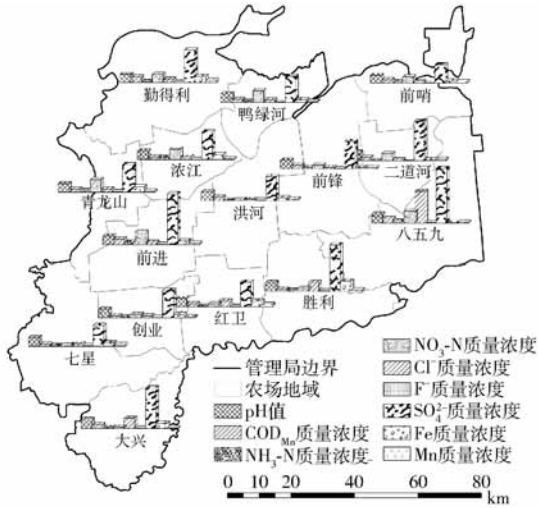 勤得利
鸭绿河
前哨
浓江
前锋
二道河
青龙山
洪河
八五九
前进
创业
红卫
胜利
七星
大兴
管理局边界
农场地域
pH值
COD_Mn质量浓度
NH₃-N质量浓度
NO₃-N质量浓度
Cl⁻质量浓度
F⁻质量浓度
SO₄²⁻质量浓度
Fe质量浓度
Mn质量浓度
0 20 40 60 80
km